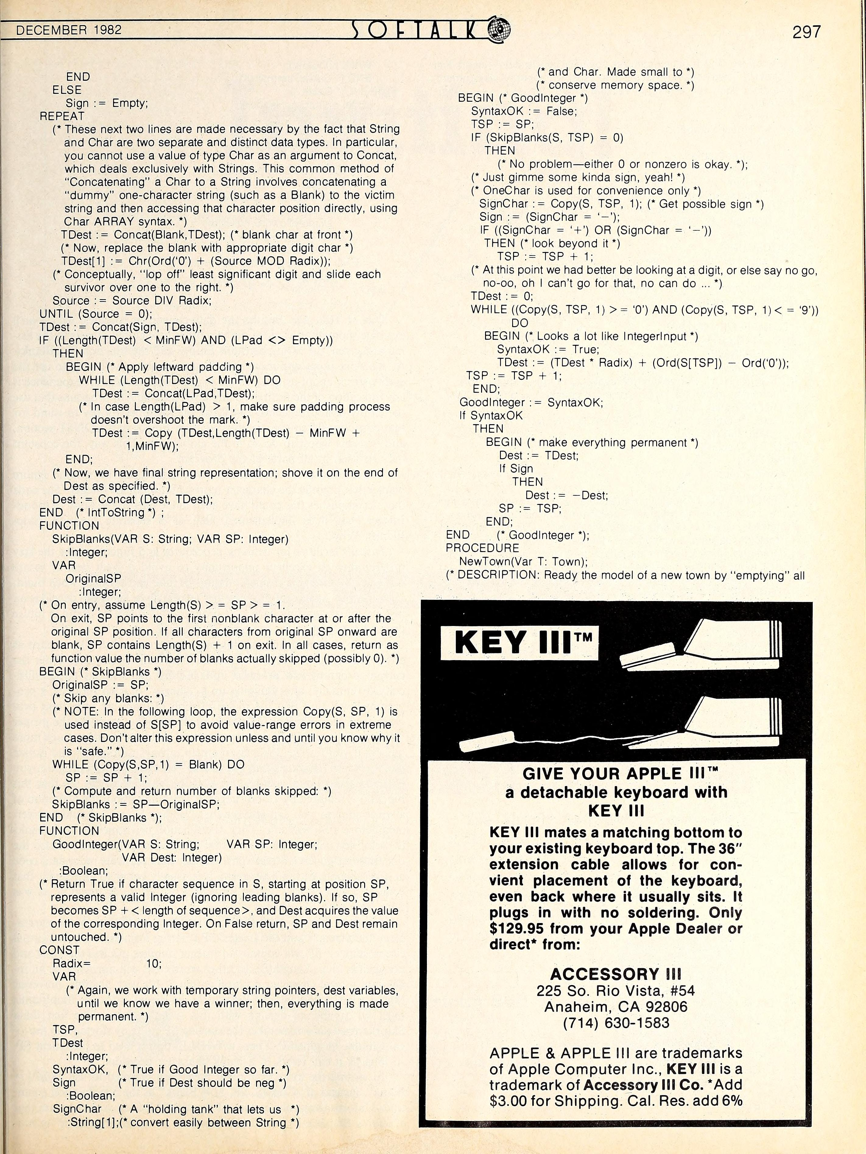 DECEMBER 1982
SOFTALK
297
END
ELSE
Sign := Empty;
REPEAT
(* These next two lines are made necessary by the fact that String
and Char are two separate and distinct data types. In particular,
you cannot use a value of type Char as an argument to Concat,
which deals exclusively with Strings. This common method of
"Concatenating" a Char to a String involves concatenating a
"dummy" one-character string (such as a Blank) to the victim
string and then accessing that character position directly, using
Char ARRAY syntax. *)
TDest := Concat(Blank,TDest); (* blank char at front *)
(* Now, replace the blank with appropriate digit char *)
TDest[1] := Chr(Ord('0') + (Source MOD Radix));
(* Conceptually, "lop off" least significant digit and slide each
survivor over one to the right. *)
Source := Source DIV Radix;
UNTIL (Source = 0);
TDest := Concat(Sign, TDest);
IF ((Length(TDest) < MinFW) AND (LPad <> Empty))
THEN
BEGIN (* Apply leftward padding *)
WHILE (Length(TDest) < MinFW) DO
TDest := Concat(LPad,TDest);
(* In case Length(LPad) > 1, make sure padding process
doesn't overshoot the mark. *)
TDest := Copy (TDest,Length(TDest) − MinFW +
1,MinFW);
END;
(* Now, we have final string representation; shove it on the end of
Dest as specified. *)
Dest := Concat (Dest, TDest);
END (* IntToString *) ;
FUNCTION
SkipBlanks(VAR S: String; VAR SP: Integer)
:Integer;
VAR
OriginalSP
:Integer;
(* On entry, assume Length(S) > = SP > = 1.
On exit, SP points to the first nonblank character at or after the
original SP position. If all characters from original SP onward are
blank, SP contains Length(S) + 1 on exit. In all cases, return as
function value the number of blanks actually skipped (possibly 0). *)
BEGIN (* SkipBlanks *)
OriginalSP := SP;
(* Skip any blanks: *)
(* NOTE: In the following loop, the expression Copy(S, SP, 1) is
used instead of S[SP] to avoid value-range errors in extreme
cases. Don't alter this expression unless and until you know why it
is "safe." *)
WHILE (Copy(S,SP,1) = Blank) DO
SP := SP + 1;
(* Compute and return number of blanks skipped: *)
SkipBlanks := SP—OriginalSP;
END (* SkipBlanks *);
FUNCTION
GoodInteger(VAR S: String; VAR SP: Integer;
VAR Dest: Integer)
:Boolean;
(* Return True if character sequence in S, starting at position SP,
represents a valid Integer (ignoring leading blanks). If so, SP
becomes SP + < length of sequence>, and Dest acquires the value
of the corresponding Integer. On False return, SP and Dest remain
untouched. *)
CONST
Radix= 10;
VAR
(* Again, we work with temporary string pointers, dest variables,
until we know we have a winner; then, everything is made
permanent. *)
TSP,
TDest
:Integer;
SyntaxOK, (* True if Good Integer so far. *)
Sign (* True if Dest should be neg *)
:Boolean;
SignChar (* A "holding tank" that lets us *)
:String[1];(* convert easily between String *)
(* and Char. Made small to *)
(* conserve memory space. *)
BEGIN (* GoodInteger *)
SyntaxOK := False;
TSP := SP;
IF (SkipBlanks(S, TSP) = 0)
THEN
(* No problem—either 0 or nonzero is okay. *);
(* Just gimme some kinda sign, yeah! *)
(* OneChar is used for convenience only *)
SignChar := Copy(S, TSP, 1); (* Get possible sign *)
Sign := (SignChar = '−');
IF ((SignChar = '+') OR (SignChar = '−'))
THEN (* look beyond it *)
TSP := TSP + 1;
(* At this point we had better be looking at a digit, or else say no go,
no-oo, oh I can't go for that, no can do ... *)
TDest := 0;
WHILE ((Copy(S, TSP, 1) > = '0') AND (Copy(S, TSP, 1) < = '9'))
DO
BEGIN (* Looks a lot like IntegerInput *)
SyntaxOK := True;
TDest := (TDest * Radix) + (Ord(S[TSP]) − Ord('0'));
TSP := TSP + 1;
END;
GoodInteger := SyntaxOK;
If SyntaxOK
THEN
BEGIN (* make everything permanent *)
Dest := TDest;
If Sign
THEN
Dest := −Dest;
SP := TSP;
END;
END (* GoodInteger *);
PROCEDURE
NewTown(Var T: Town);
(* DESCRIPTION: Ready the model of a new town by "emptying" all
KEY III™
GIVE YOUR APPLE III™
a detachable keyboard with
KEY III
KEY III mates a matching bottom to
your existing keyboard top. The 36"
extension cable allows for con-
vient placement of the keyboard,
even back where it usually sits. It
plugs in with no soldering. Only
$129.95 from your Apple Dealer or
direct* from:
ACCESSORY III
225 So. Rio Vista, #54
Anaheim, CA 92806
(714) 630-1583
APPLE & APPLE III are trademarks
of Apple Computer Inc., KEY III is a
trademark of Accessory III Co. *Add
$3.00 for Shipping. Cal. Res. add 6%